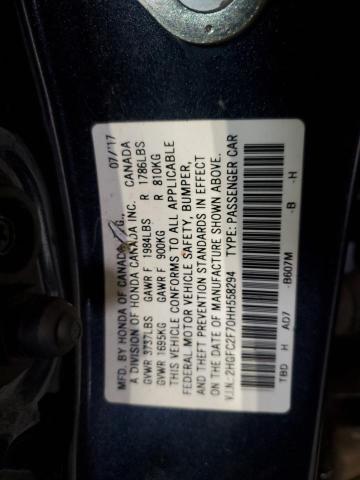 MFD. BY HONDA OF CANADA MFG., 07/'17
A DIVISION OF HONDA CANADA INC. CANADA
GVWR 3737LBS GAWR F 1984LBS R 1786LBS
GVWR 1695KG GAWR F 900KG R 810KG
THIS VEHICLE CONFORMS TO ALL APPLICABLE
FEDERAL MOTOR VEHICLE SAFETY, BUMPER,
AND THEFT PREVENTION STANDARDS IN EFFECT
ON THE DATE OF MANUFACTURE SHOWN ABOVE.
V.I.N.:2HGFC2F70HH558294 TYPE: PASSENGER CAR
TBD H AD7 -B607M -B -H